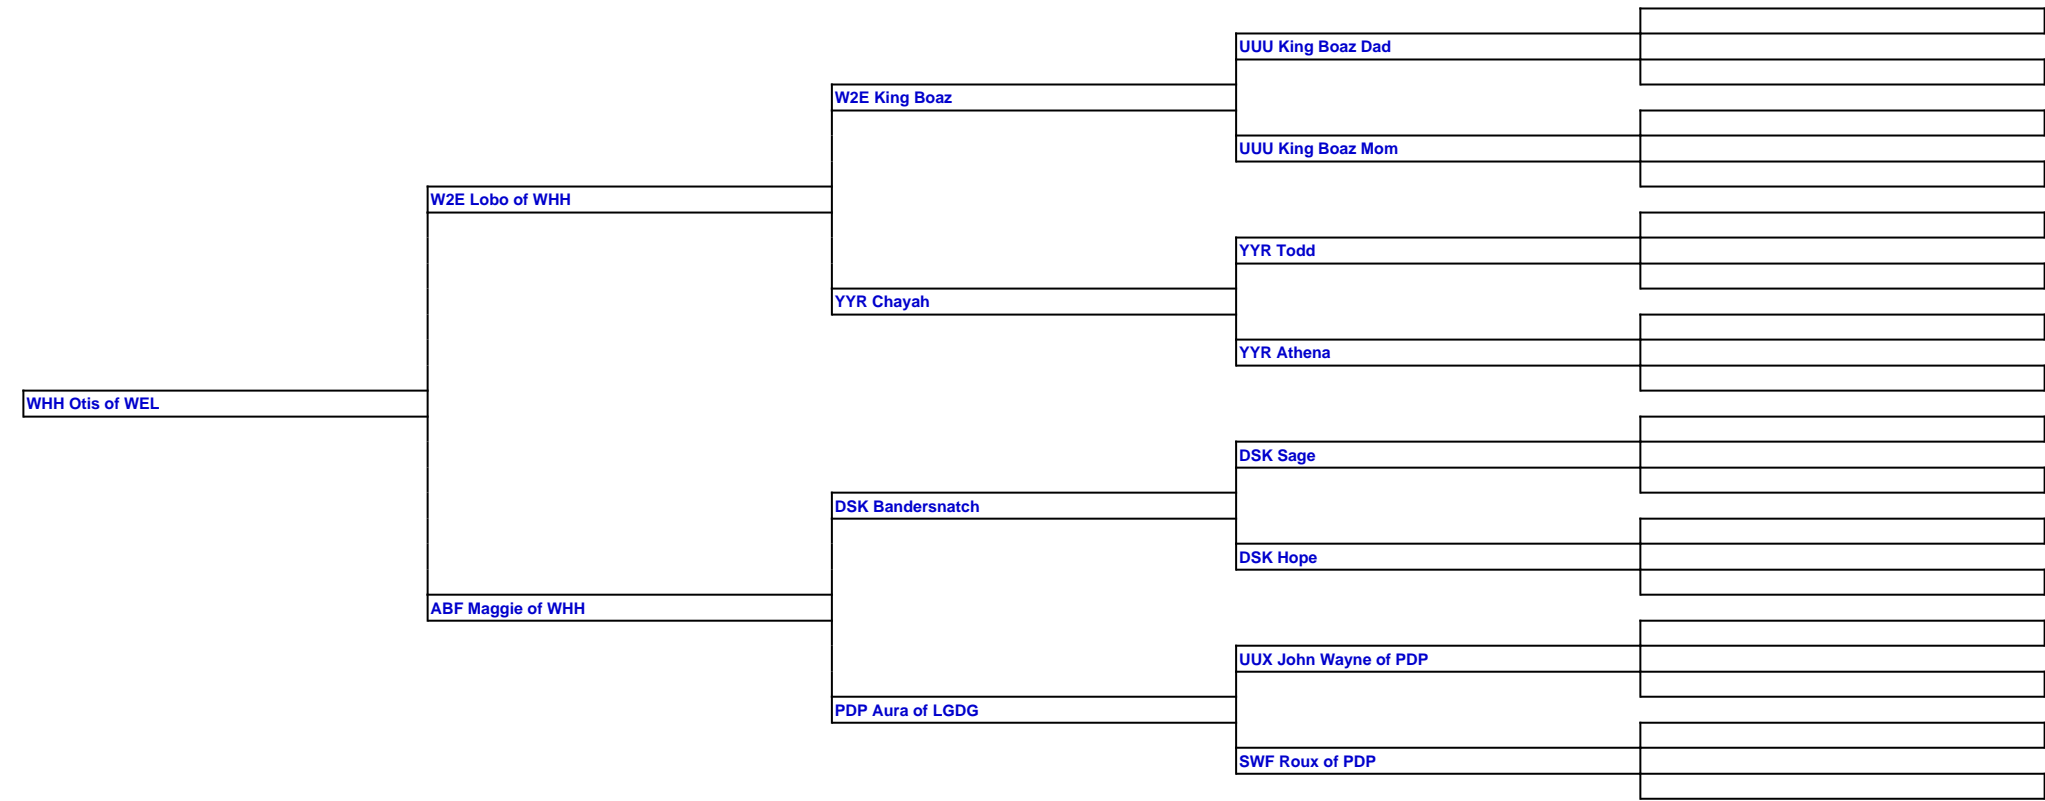 UUU King Boaz Dad
W2E King Boaz
UUU King Boaz Mom
W2E Lobo of WHH
YYR Todd
YYR Chayah
YYR Athena
WHH Otis of WEL
DSK Sage
DSK Bandersnatch
DSK Hope
ABF Maggie of WHH
UUX John Wayne of PDP
PDP Aura of LGDG
SWF Roux of PDP